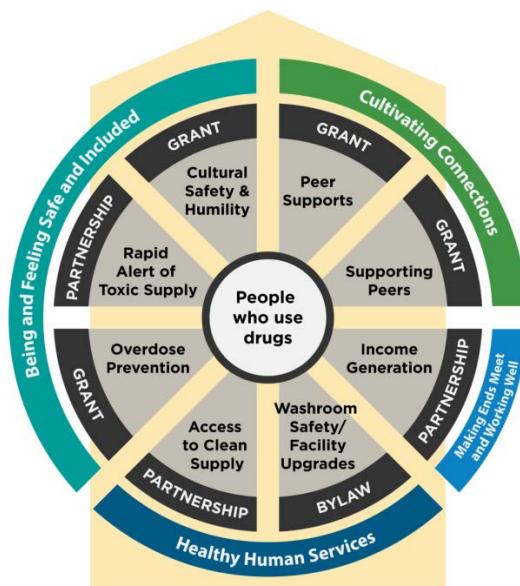 Being and Feeling Safe and Included
Cultivating Connections
GRANT
GRANT
Cultural
Safety &
Humility
Peer
Supports
PARTNERSHIP
GRANT
Rapid
Alert of
Toxic Supply
Supporting
Peers
People
who use
drugs
Overdose
Prevention
Income
Generation
GRANT
PARTNERSHIP
Making Ends Meet
and Working Well
Access
to Clean
Supply
Washroom
Safety/
Facility
Upgrades
PARTNERSHIP
BYLAW
Healthy Human Services